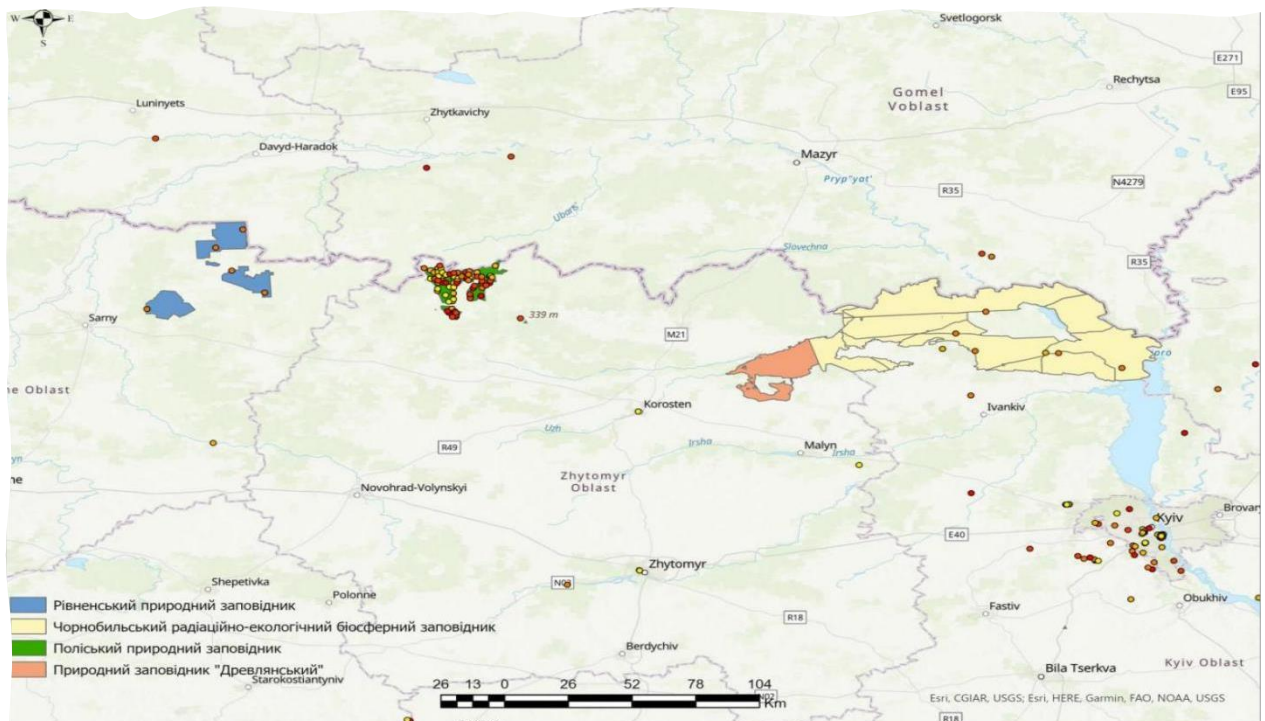 W E
S
Svetlogorsk
E271
Rechytsa
E95
Luninyets
Zhytkavichy
Gomel
Voblast
Davyd-Haradok
Mazyr
Pryp"yat'
R35
N4279
Ubort'
Slovechna
R35
339 m
Sarny
M21
ne Oblast
Korosten
Ivankiv
Uzh
R49
Irsha
Malyn
Irsha
Zhytomyr
Oblast
Novohrad-Volynskyi
Kyiv
Brovary
E40
Zhytomyr
Shepetivka
Polonne
Fastiv
Obukhiv
R18
Рівненський природний заповідник
Чорнобильський радіаційно-екологічний біосферний заповідник
Поліський природний заповідник
Природний заповідник "Древлянський"
Berdychiv
Bila Tserkva
Kyiv Oblast
Starokostiantyniv
26 13 0 26 52 78 104
Km
Esri, CGIAR, USGS; Esri, HERE, Garmin, FAO, NOAA, USGS
R18